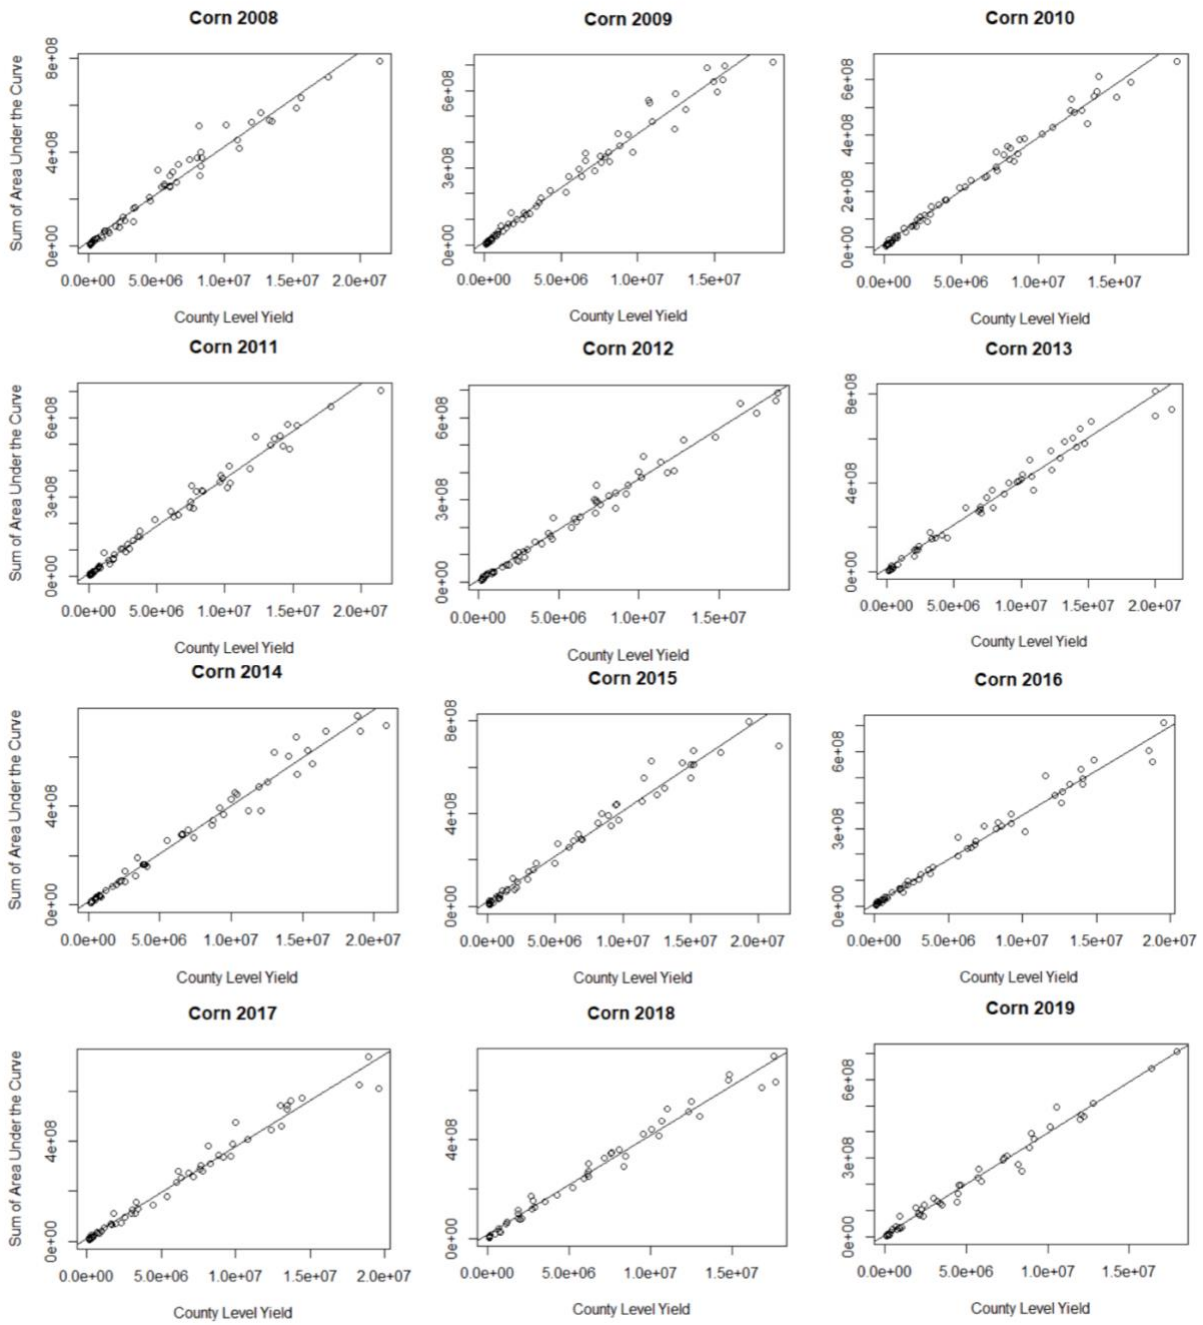 Corn 2008
Corn 2009
Corn 2010
Sum of Area Under the Curve
0e+00 4e+08 8e+08
0e+00 3e+08 6e+08
0e+00 2e+08 4e+08 6e+08
0.0e+00 5.0e+06 1.0e+07 1.5e+07 2.0e+07
0.0e+00 5.0e+06 1.0e+07 1.5e+07
0.0e+00 5.0e+06 1.0e+07 1.5e+07
County Level Yield
County Level Yield
County Level Yield
Corn 2011
Corn 2012
Corn 2013
Sum of Area Under the Curve
0e+00 3e+08 6e+08
0e+00 3e+08 6e+08
0e+00 4e+08 8e+08
0.0e+00 5.0e+06 1.0e+07 1.5e+07 2.0e+07
0.0e+00 5.0e+06 1.0e+07 1.5e+07
0.0e+00 5.0e+06 1.0e+07 1.5e+07 2.0e+07
County Level Yield
County Level Yield
County Level Yield
Corn 2014
Corn 2015
Corn 2016
Sum of Area Under the Curve
0e+00 4e+08
0e+00 4e+08 8e+08
0e+00 3e+08 6e+08
0.0e+00 5.0e+06 1.0e+07 1.5e+07 2.0e+07
0.0e+00 5.0e+06 1.0e+07 1.5e+07 2.0e+07
0.0e+00 5.0e+06 1.0e+07 1.5e+07 2.0e+07
County Level Yield
County Level Yield
County Level Yield
Corn 2017
Corn 2018
Corn 2019
Sum of Area Under the Curve
0e+00 4e+08
0e+00 4e+08
0e+00 3e+08 6e+08
0.0e+00 5.0e+06 1.0e+07 1.5e+07 2.0e+07
0.0e+00 5.0e+06 1.0e+07 1.5e+07
0.0e+00 5.0e+06 1.0e+07 1.5e+07
County Level Yield
County Level Yield
County Level Yield